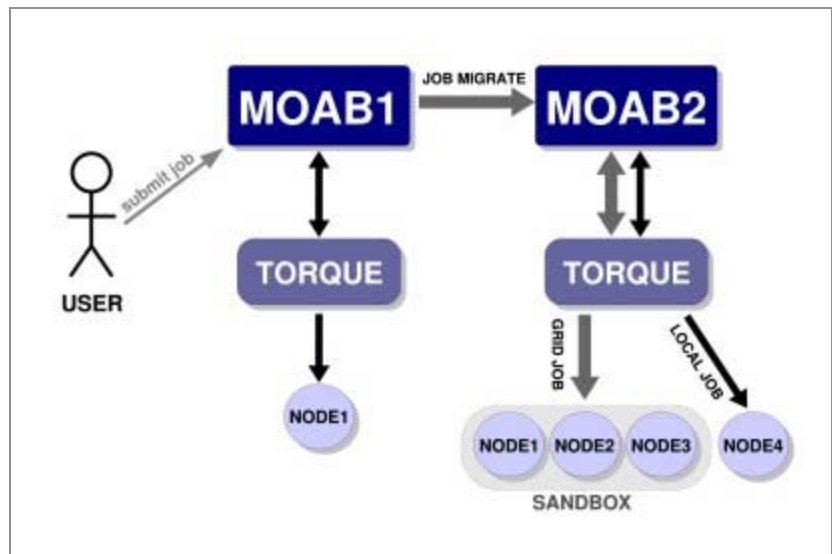 JOB MIGRATE
MOAB1
MOAB2
submit job
TORQUE
TORQUE
USER
GRID JOB
LOCAL JOB
NODE1
NODE1
NODE2
NODE3
NODE4
SANDBOX